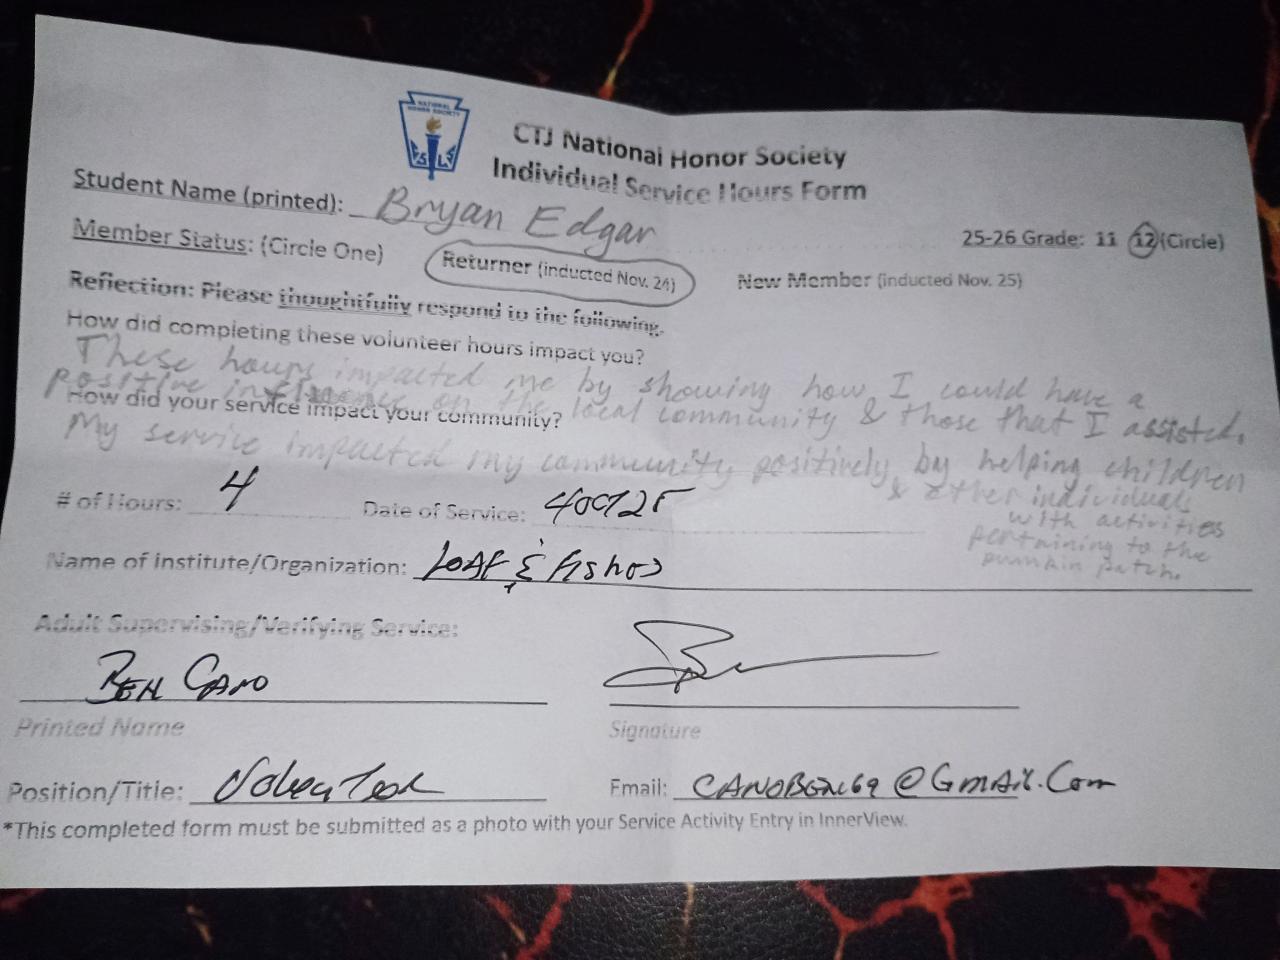 NATIONAL
HONOR SOCIETY
CTJ National Honor Society
Individual Service Hours Form
Student Name (printed): Bryan Edgar
25-26 Grade: 11 12 (Circle)
Member Status: (Circle One) Returner (inducted Nov. 24) New Member (inducted Nov. 25)
Reflection: Please thoughtfully respond to the following.
How did completing these volunteer hours impact you?
These hours impacted me by showing how I could have a
positive influence on the local community & those that I assisted.
How did your service impact your community?
My service impacted my community positively by helping children
& other individuals
with activities
pertaining to the
pumkin patch.
# of Hours: 4 Date of Service:
Name of Institute/Organization: LOAF & Fishes
Adult Supervising/Verifying Service:
BEN CANO
Printed Name Signature
Position/Title: Email: @Gmail.Com
*This completed form must be submitted as a photo with your Service Activity Entry in InnerView.